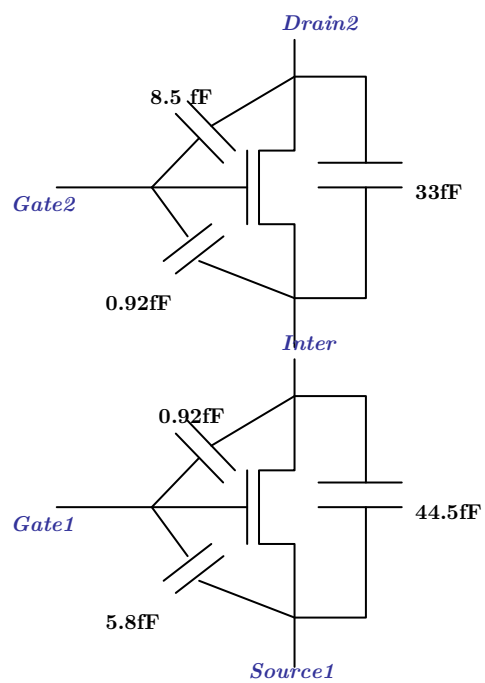 Drain2
8.5 fF
33fF
Gate2
0.92fF
Inter
0.92fF
44.5fF
Gate1
5.8fF
Source1